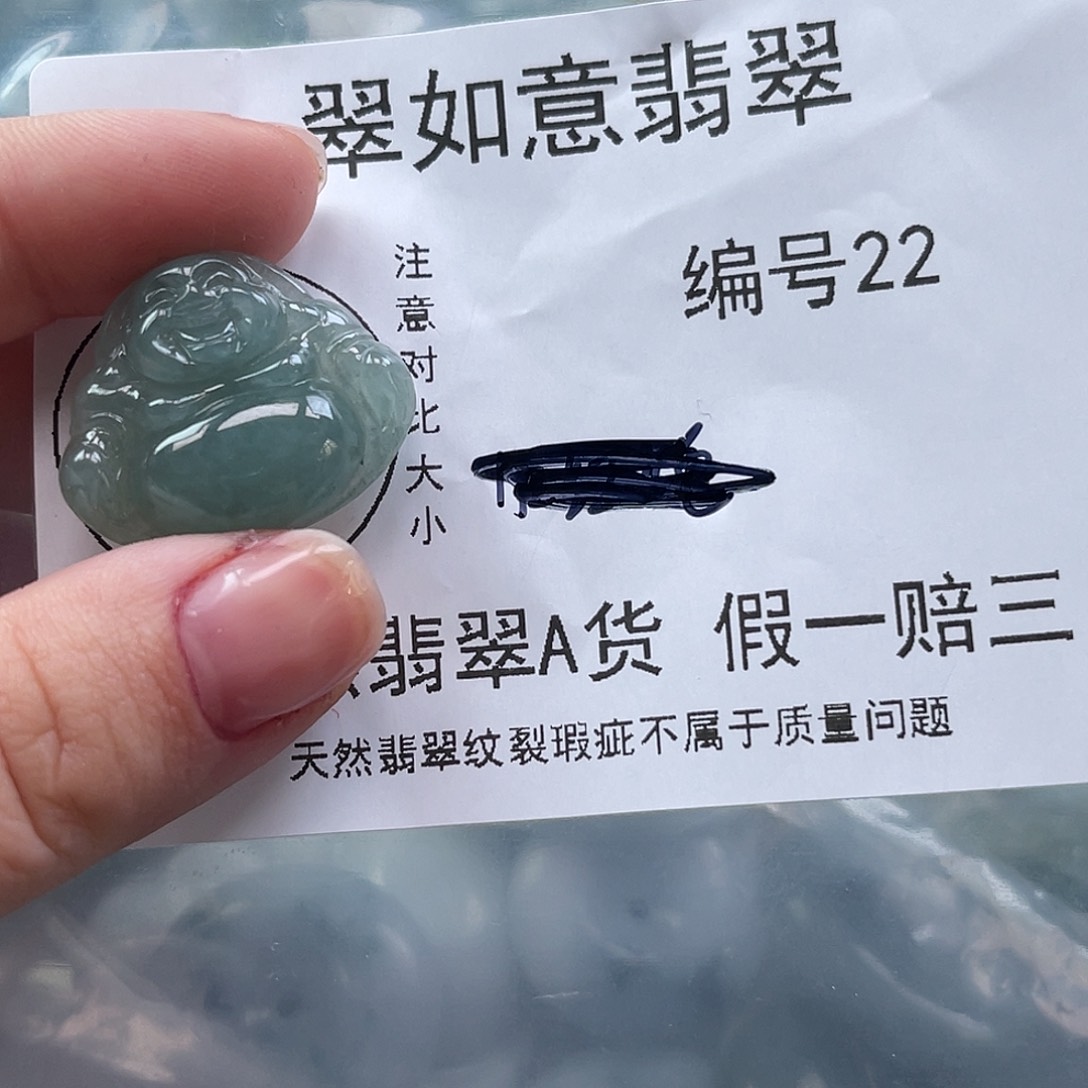 翠如意翡翠
编号22
注意对比大小
翡翠A货 假一赔三
天然翡翠纹裂瑕疵不属于质量问题